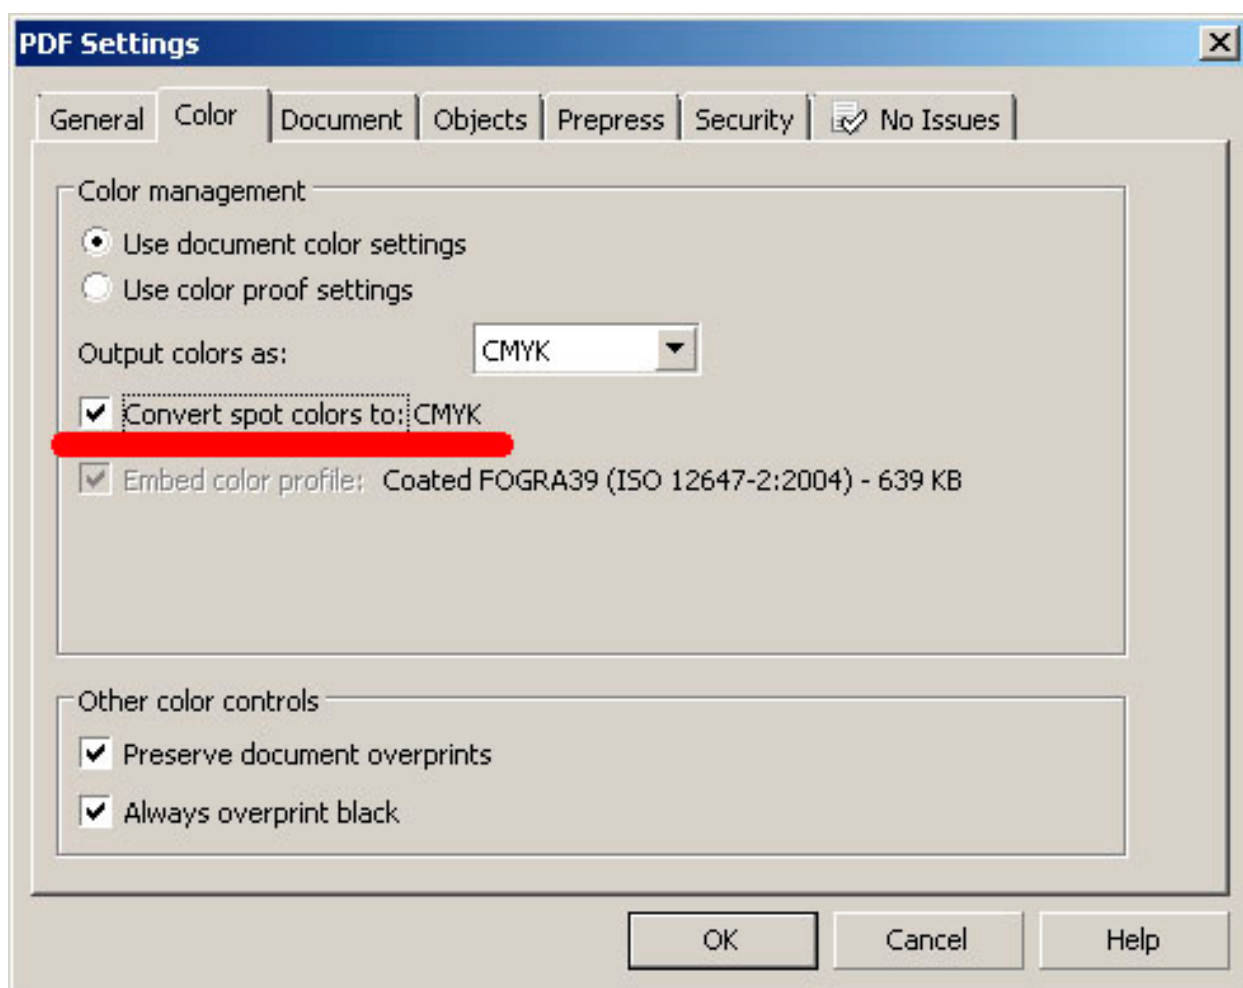 PDF Settings
General Color Document Objects Prepress Security No Issues
Color management
Use document color settings
Use color proof settings
Output colors as: CMYK
Convert spot colors to: CMYK
Embed color profile: Coated FOGRA39 (ISO 12647-2:2004) - 639 KB
Other color controls
Preserve document overprints
Always overprint black
OK Cancel Help